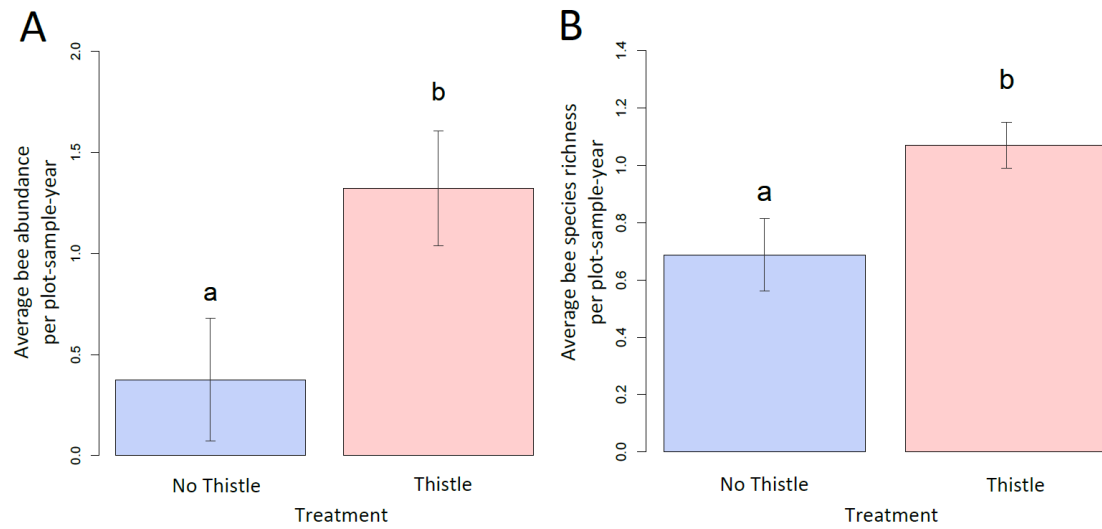 A
Average bee abundance
per plot-sample-year
2.0
1.5
1.0
0.5
0.0
a
b
No Thistle
Thistle
Treatment
B
Average bee species richness
per plot-sample-year
1.4
1.2
1.0
0.8
0.6
0.4
0.2
0.0
a
b
No Thistle
Thistle
Treatment